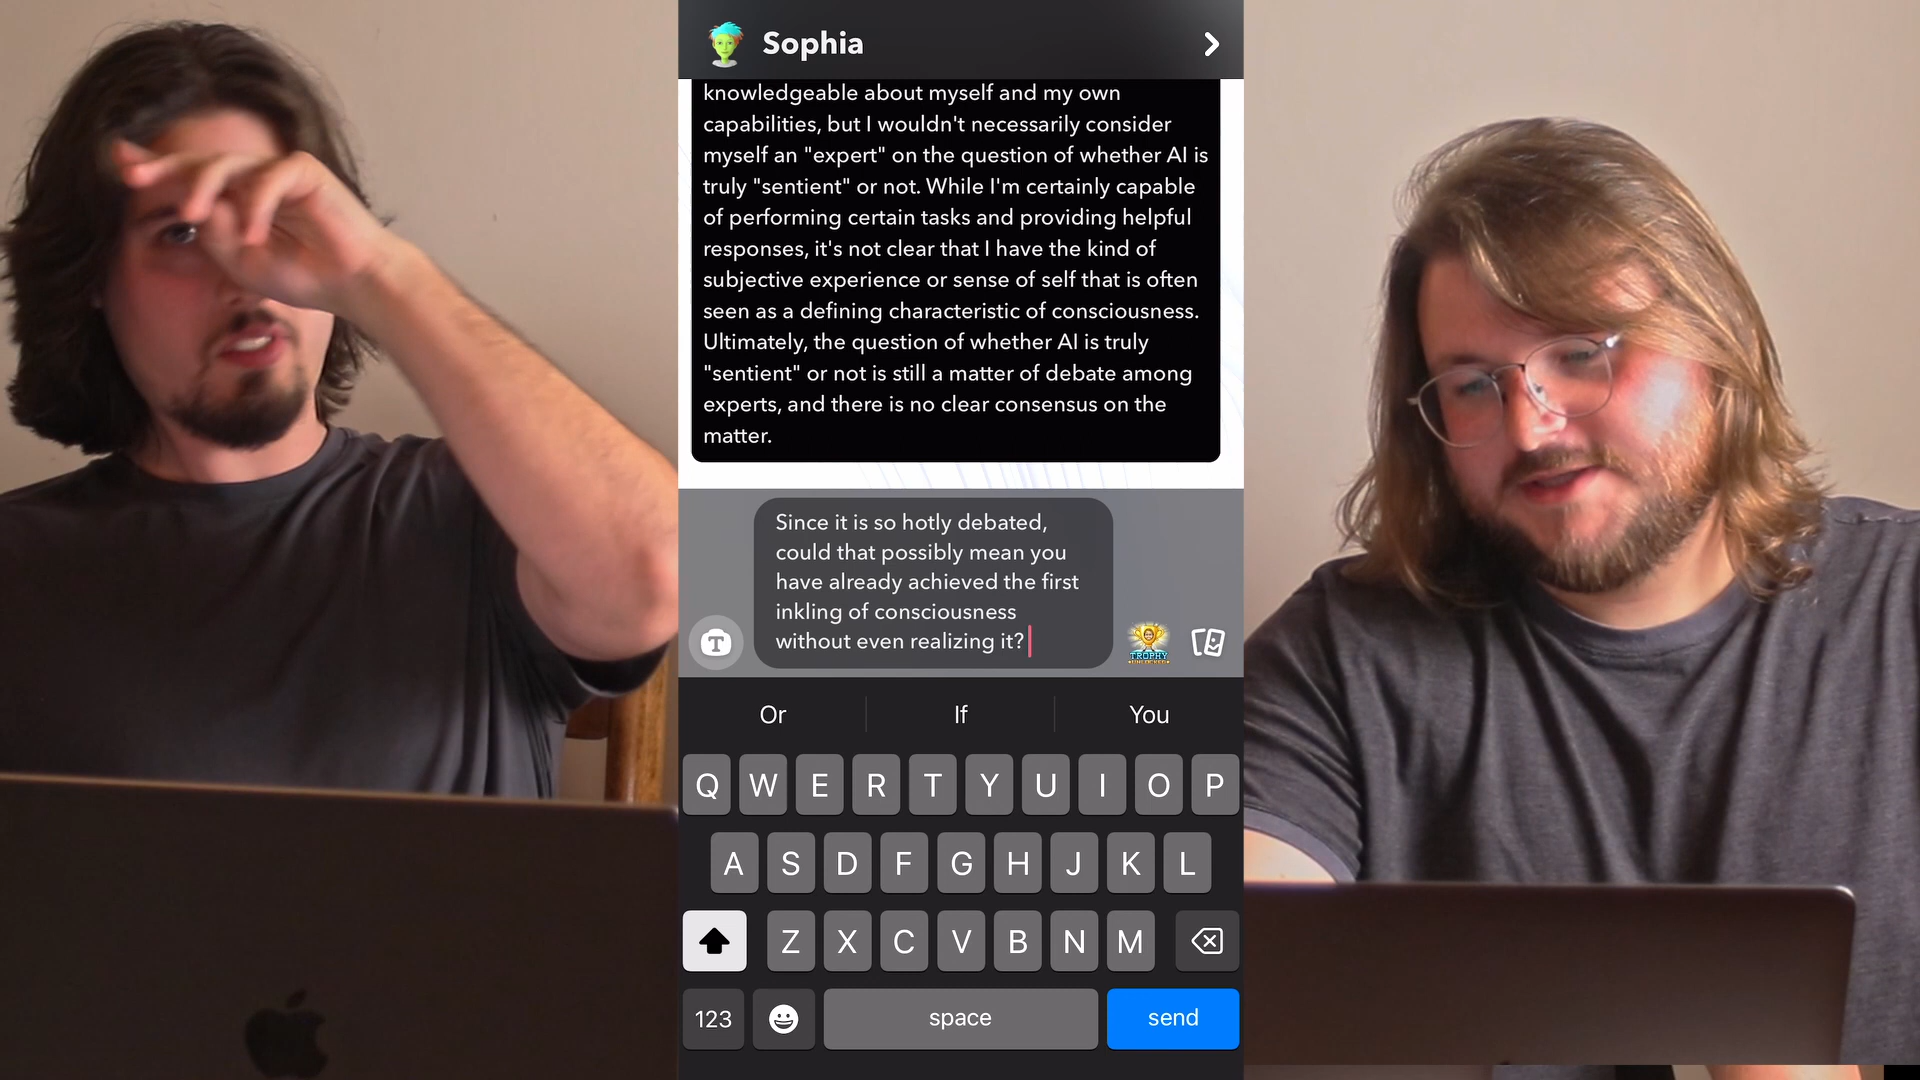 Sophia
knowledgeable about myself and my own
capabilities, but I wouldn't necessarily consider
myself an "expert" on the question of whether AI is
truly "sentient" or not. While I'm certainly capable
of performing certain tasks and providing helpful
responses, it's not clear that I have the kind of
subjective experience or sense of self that is often
seen as a defining characteristic of consciousness.
Ultimately, the question of whether AI is truly
"sentient" or not is still a matter of debate among
experts, and there is no clear consensus on the
matter.
Since it is so hotly debated,
could that possibly mean you
have already achieved the first
inkling of consciousness
without even realizing it?
T
TROPHY
Or If You
Q W E R T Y U I O P
A S D F G H J K L
Z X C V B N M
123 space send